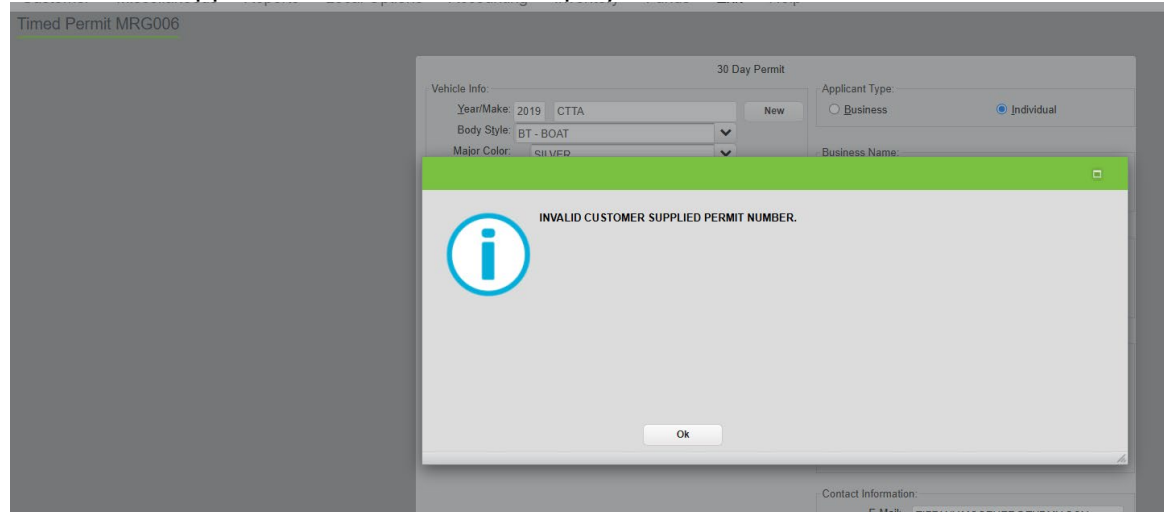 Timed Permit MRG006
30 Day Permit
Vehicle Info:
Applicant Type:
Year/Make: 2019 CTTA New
Business Individual
Body Style: BT - BOAT
Major Color: SILVER
Business Name:
INVALID CUSTOMER SUPPLIED PERMIT NUMBER.
Ok
Contact Information: